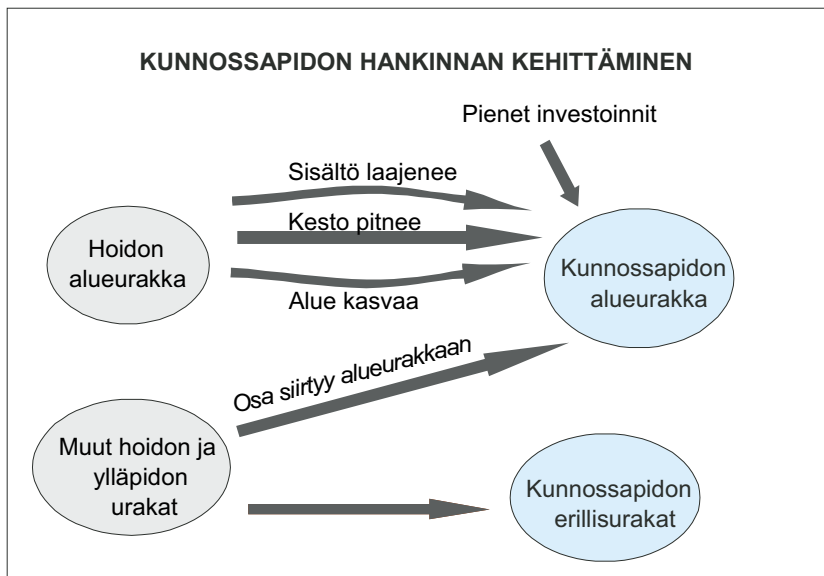 KUNNOSSAPIDON HANKINNAN KEHITTÄMINEN
Pienet investoinnit
Sisältö laajenee
Kesto pitnee
Alue kasvaa
Hoidon
alueurakka
Kunnossapidon
alueurakka
Osa siirtyy alueurakkaan
Muut hoidon ja
ylläpidon
urakat
Kunnossapidon
erillisurakat